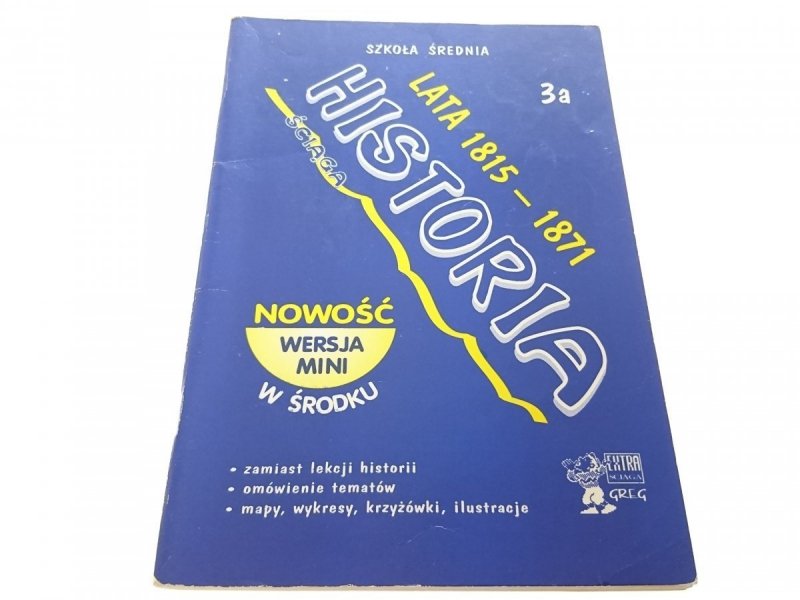 SZKOŁA ŚREDNIA
3a
LATA 1815 – 1871
HISTORIA
ŚCIĄGA
NOWOŚĆ
WERSJA
MINI
W ŚRODKU
• zamiast lekcji historii
• omówienie tematów
• mapy, wykresy, krzyżówki, ilustracje
EXTRA
ŚCIĄGA
GREG